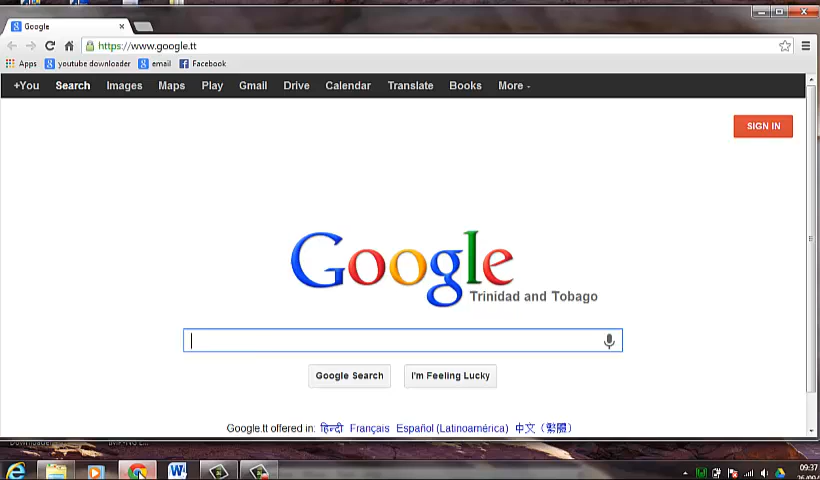 Google
https://www.google.tt
Apps youtube downloader email Facebook
+You Search Images Maps Play Gmail Drive Calendar Translate Books More
SIGN IN
Google
Trinidad and Tobago
Google Search I'm Feeling Lucky
Google.tt offered in: हिन्दी Français Español (Latinoamérica) 中文（繁體）
09:37